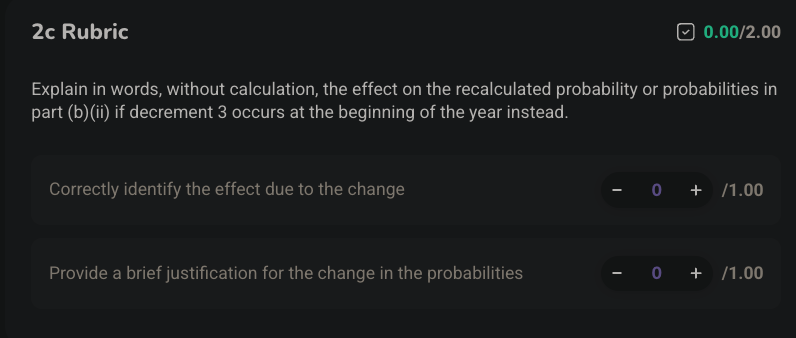 2c Rubric
0.00/2.00
Explain in words, without calculation, the effect on the recalculated probability or probabilities in
part (b)(ii) if decrement 3 occurs at the beginning of the year instead.
Correctly identify the effect due to the change
− 0 + /1.00
Provide a brief justification for the change in the probabilities
− 0 + /1.00